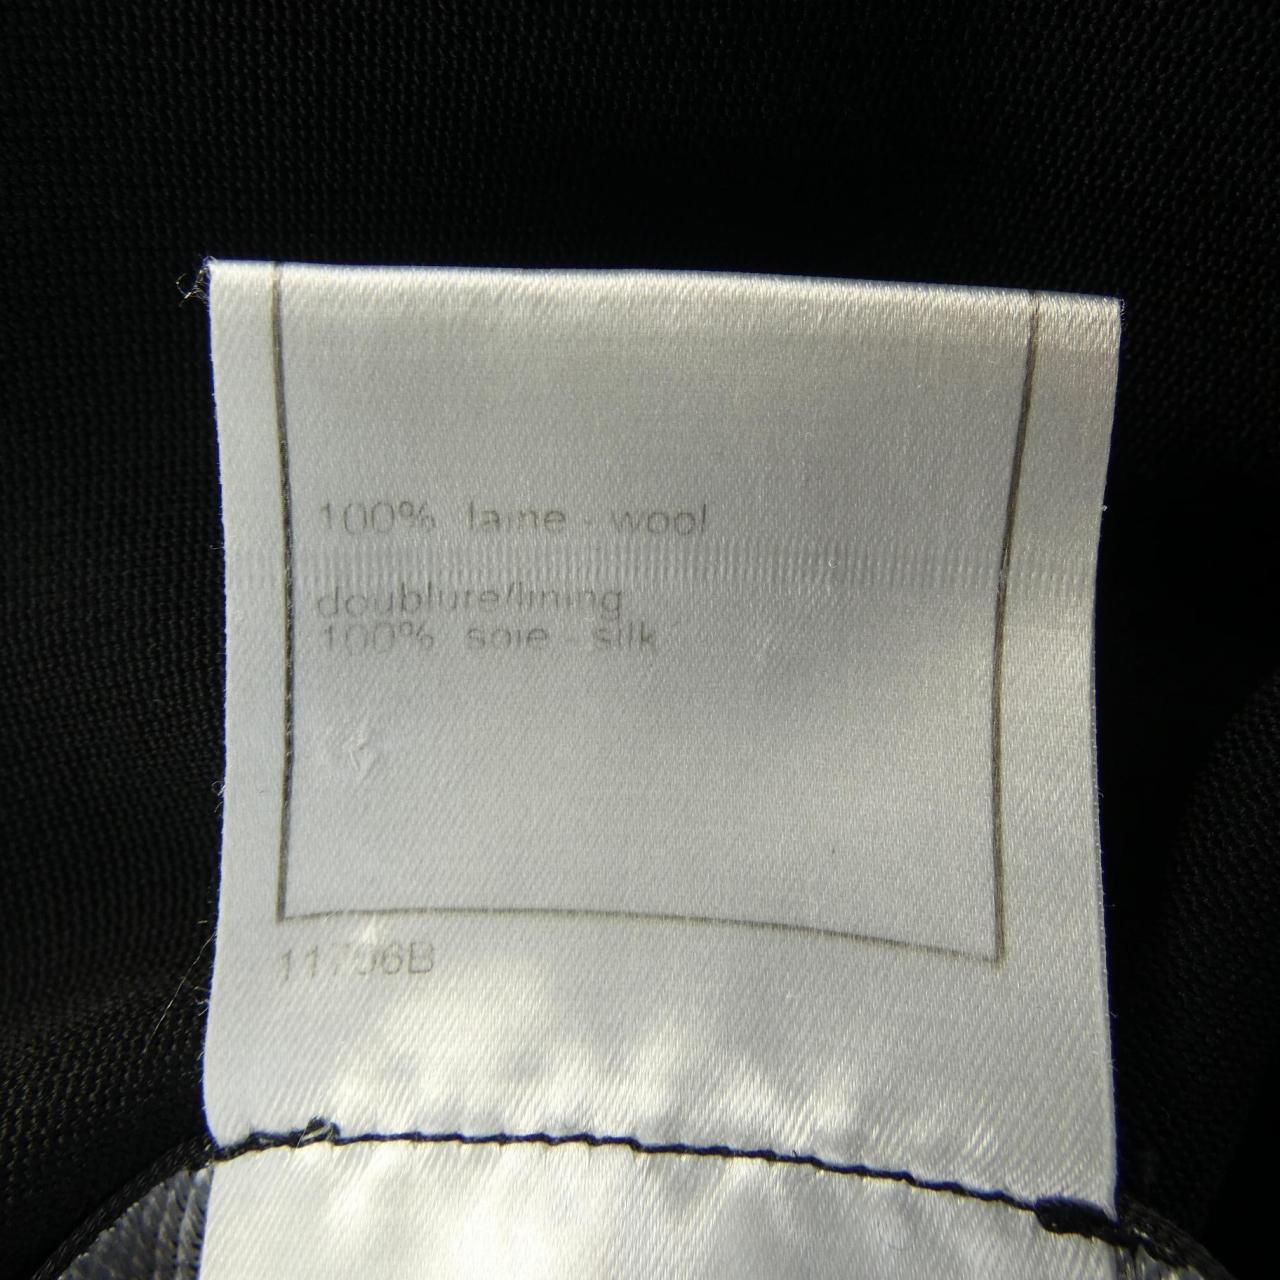 100% laine - wool
doublure/lining
100% soie - silk